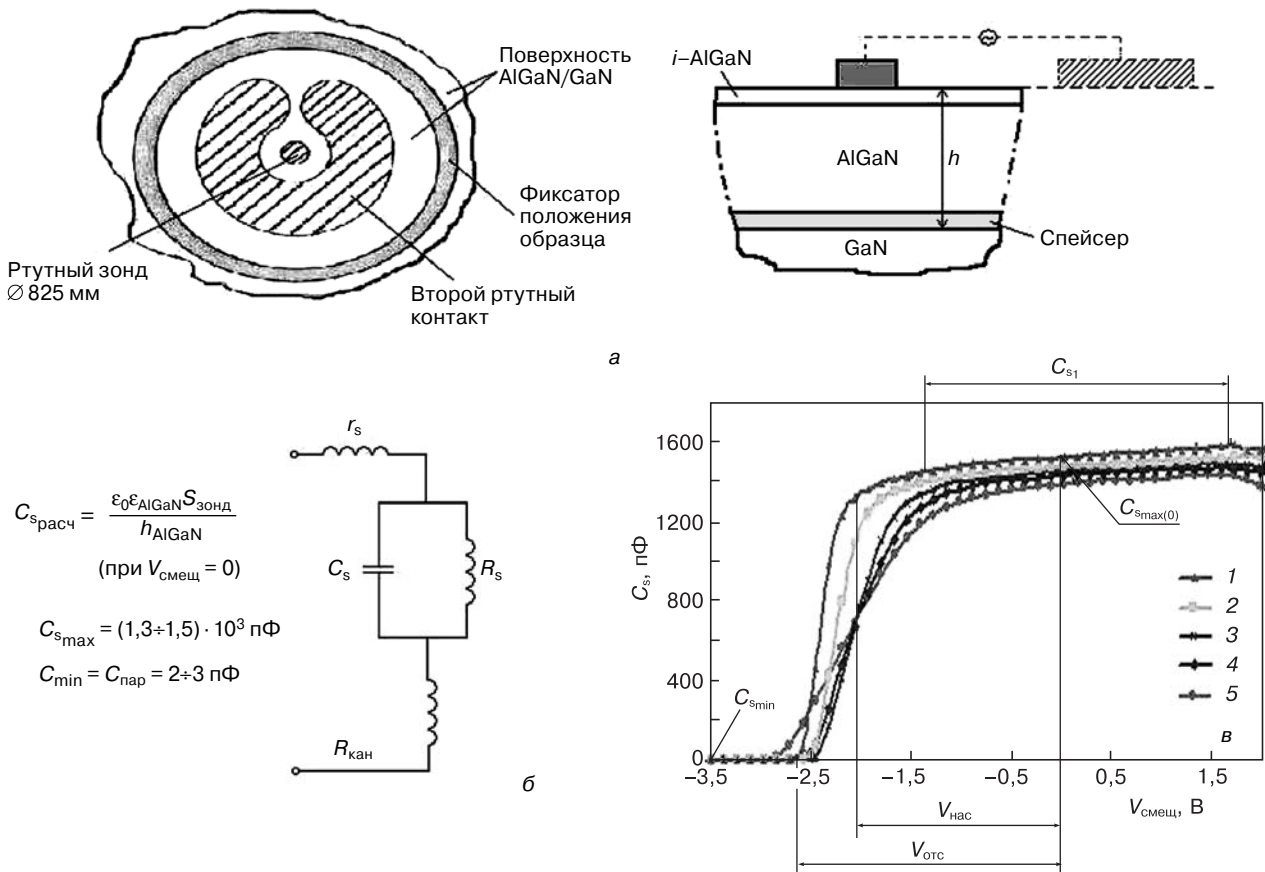 Поверхность
AlGaN/GaN
Фиксатор
положения
образца
Ртутный зонд
∅ 825 мм
Второй ртутный
контакт
i–AlGaN
AlGaN
h
GaN
Спейсер
а
C_sрасч = ε₀ε_AlGaN S_зонд / h_AlGaN
(при V_смещ = 0)
C_smax = (1,3÷1,5) · 10³ пФ
C_min = C_пар = 2÷3 пФ
r_s
C_s
R_s
R_кан
б
C_s₁
C_s, пФ
1600
1200
800
400
0
C_smax(0)
C_smin
1
2
3
4
5
в
–3,5
–2,5
–1,5
–0,5
0,5
1,5
V_смещ, В
V_нас
V_отс